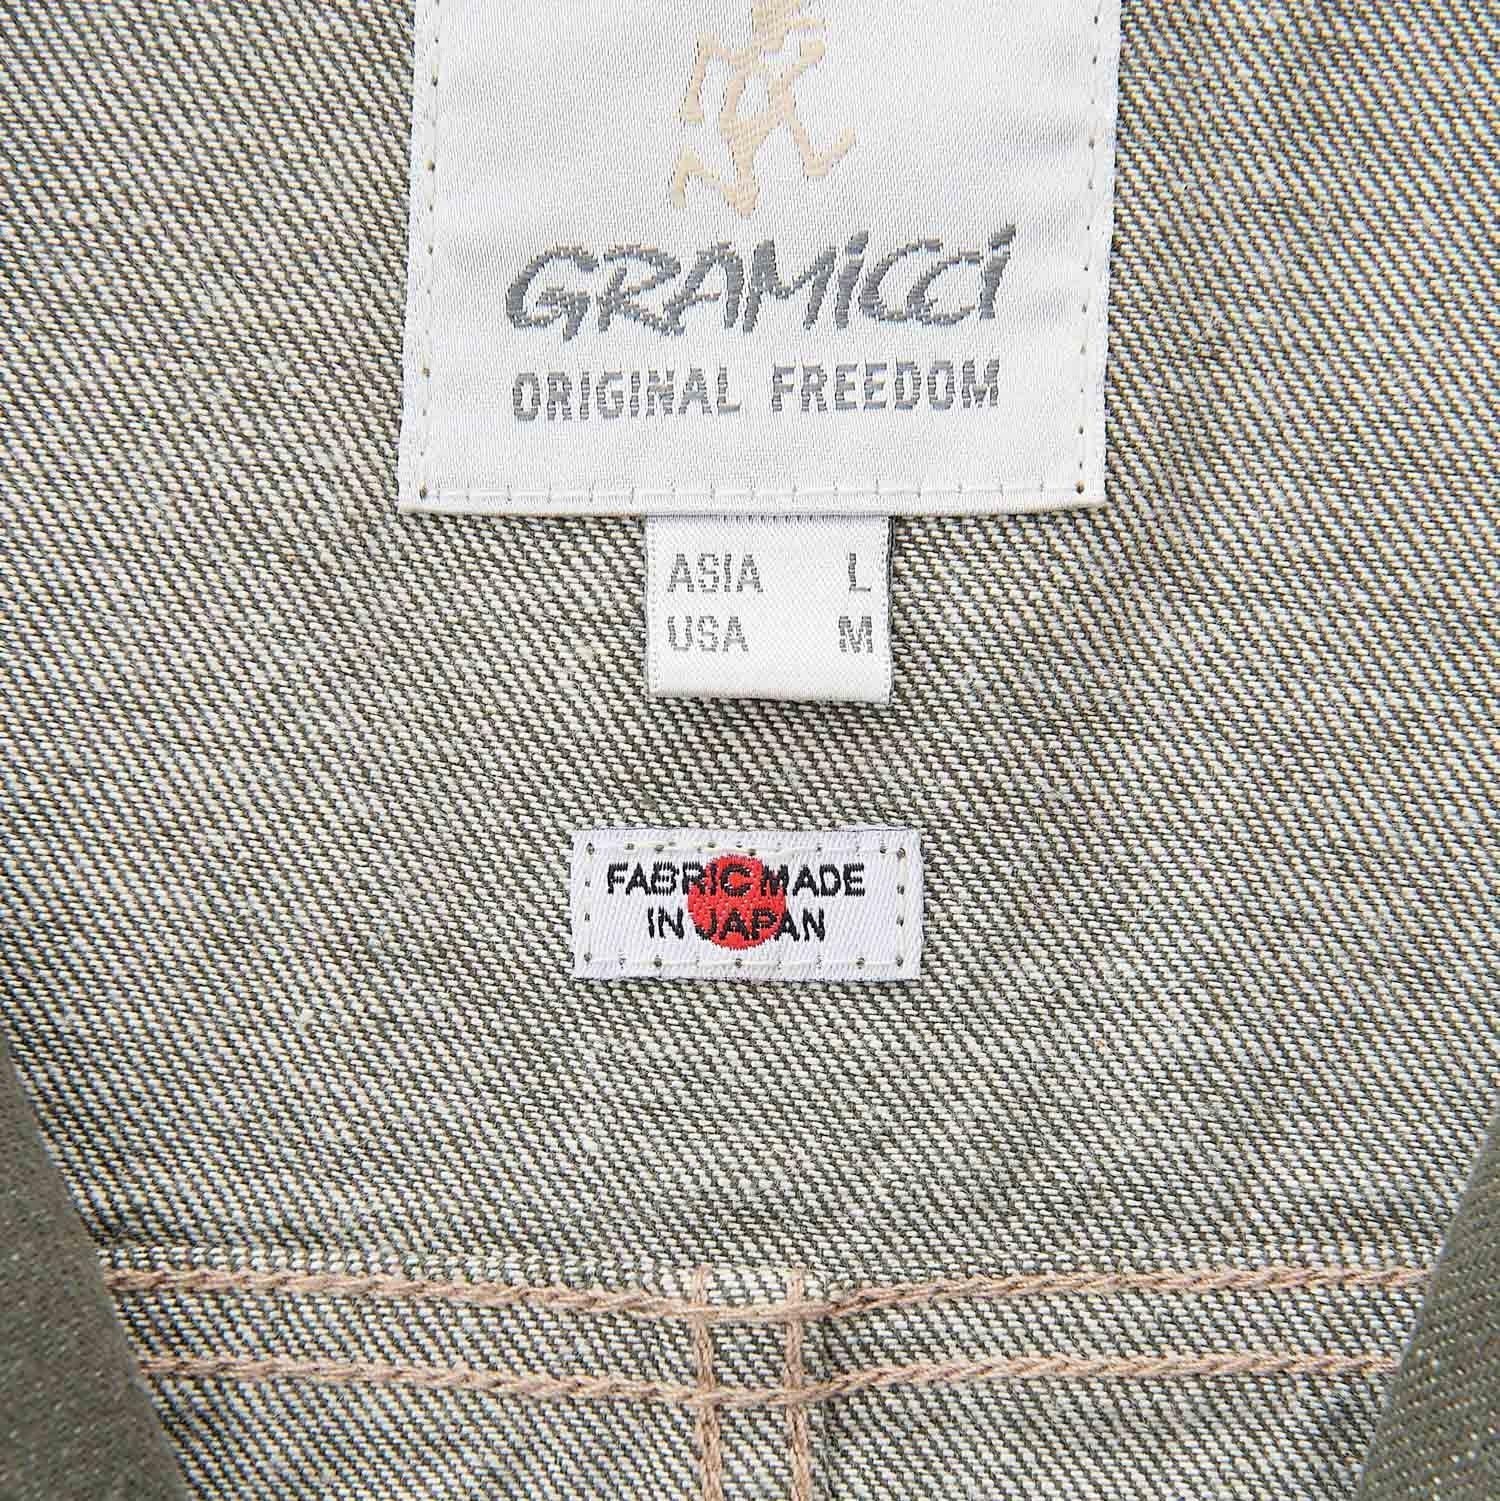 GRAMiCCi
ORIGINAL FREEDOM
ASIA L
USA M
FABRIC MADE
IN JAPAN